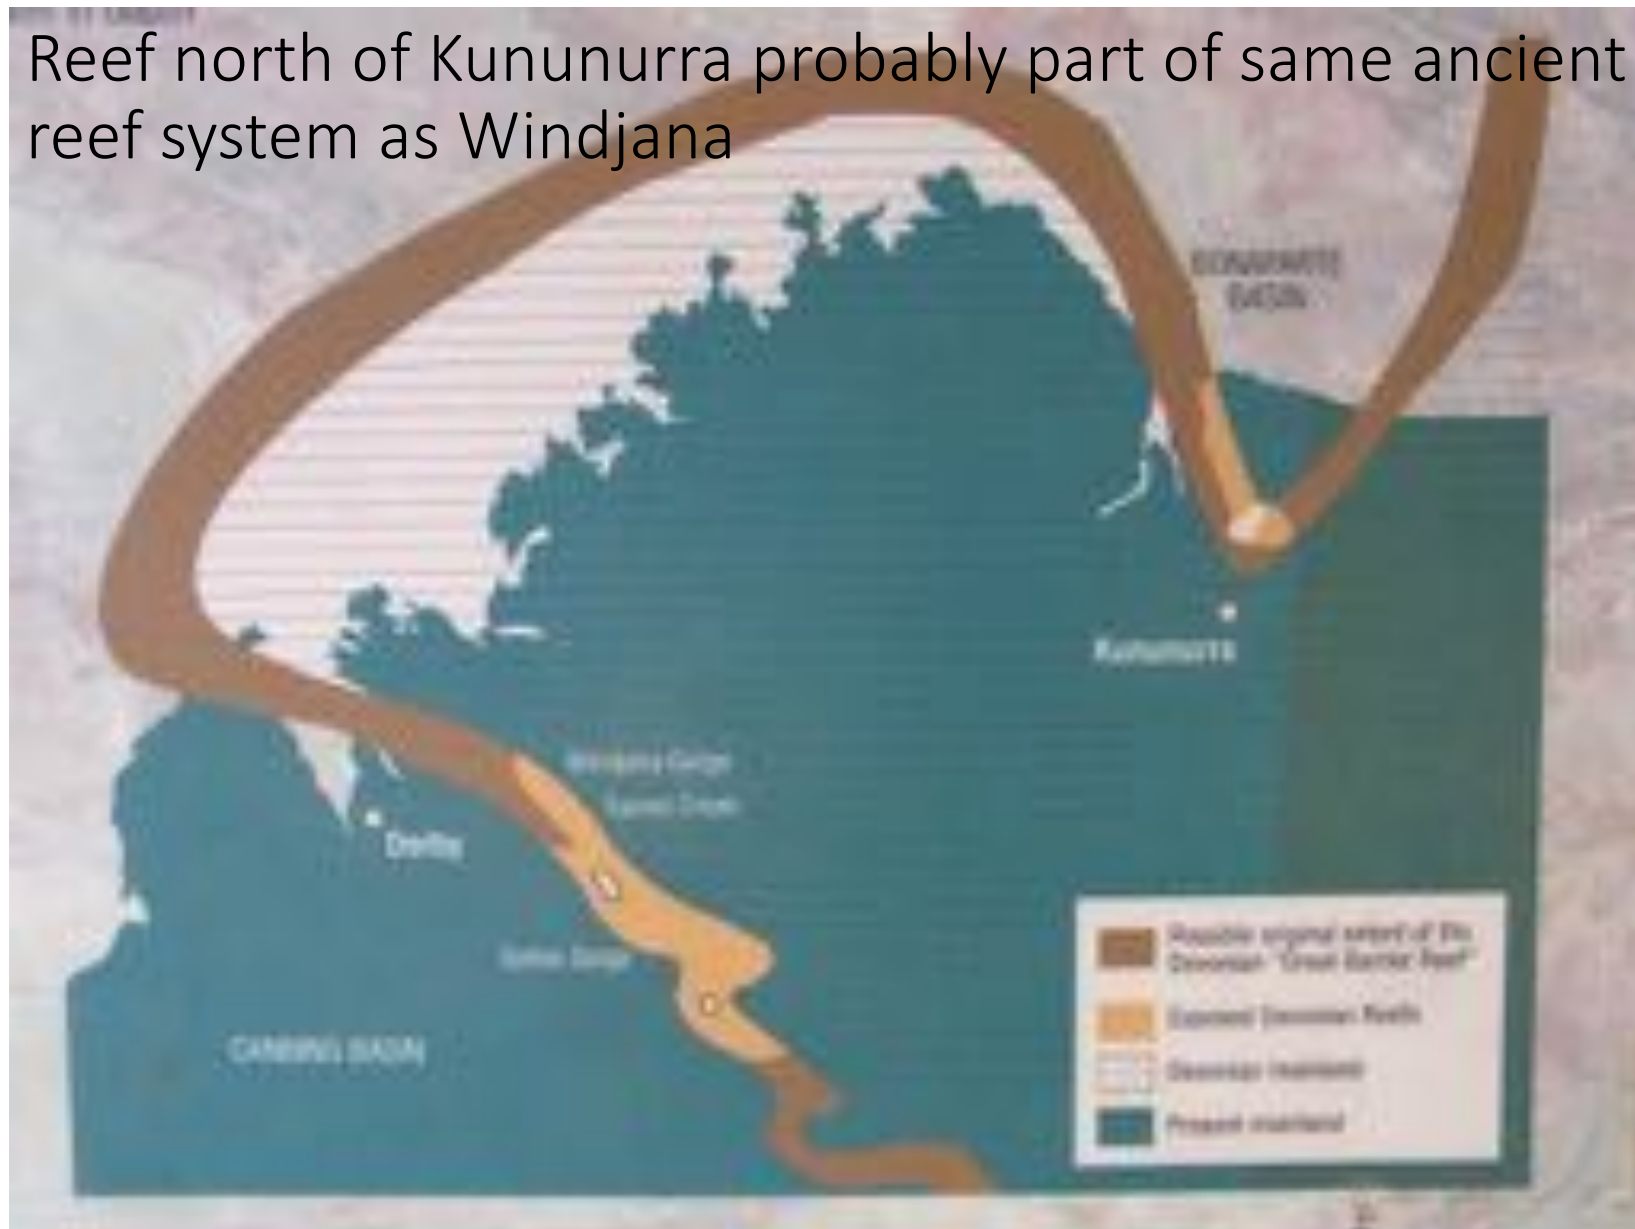 Reef north of Kununurra probably part of same ancient
reef system as Windjana
BONAPARTE
BASIN
Kununurra
Windjana Gorge
Tunnel Creek
Derby
Geikie Gorge
CANNING BASIN
Possible original extent of the
Devonian "Great Barrier Reef"
Exposed Devonian Reefs
Devonian mainland
Present mainland